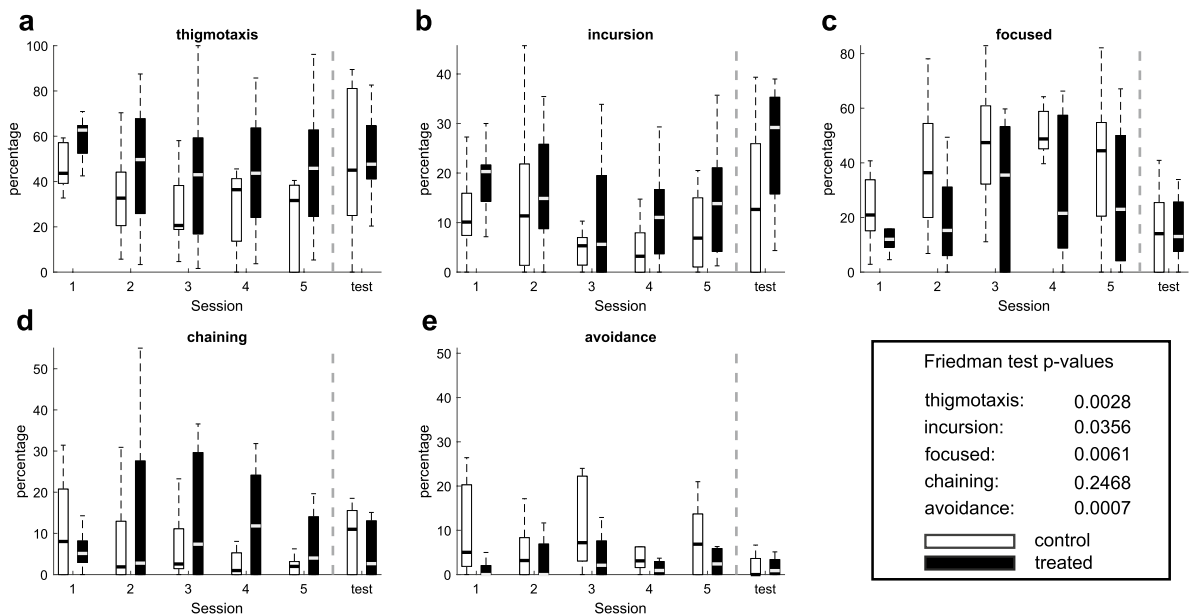 a
thigmotaxis
percentage
100
80
60
40
20
0
1 2 3 4 5 test
Session
b
incursion
percentage
40
30
20
10
0
1 2 3 4 5 test
Session
c
focused
percentage
80
60
40
20
0
1 2 3 4 5 test
Session
d
chaining
percentage
50
40
30
20
10
0
1 2 3 4 5 test
Session
e
avoidance
percentage
50
40
30
20
10
0
1 2 3 4 5 test
Session
Friedman test p-values
thigmotaxis: 0.0028
incursion: 0.0356
focused: 0.0061
chaining: 0.2468
avoidance: 0.0007
control
treated